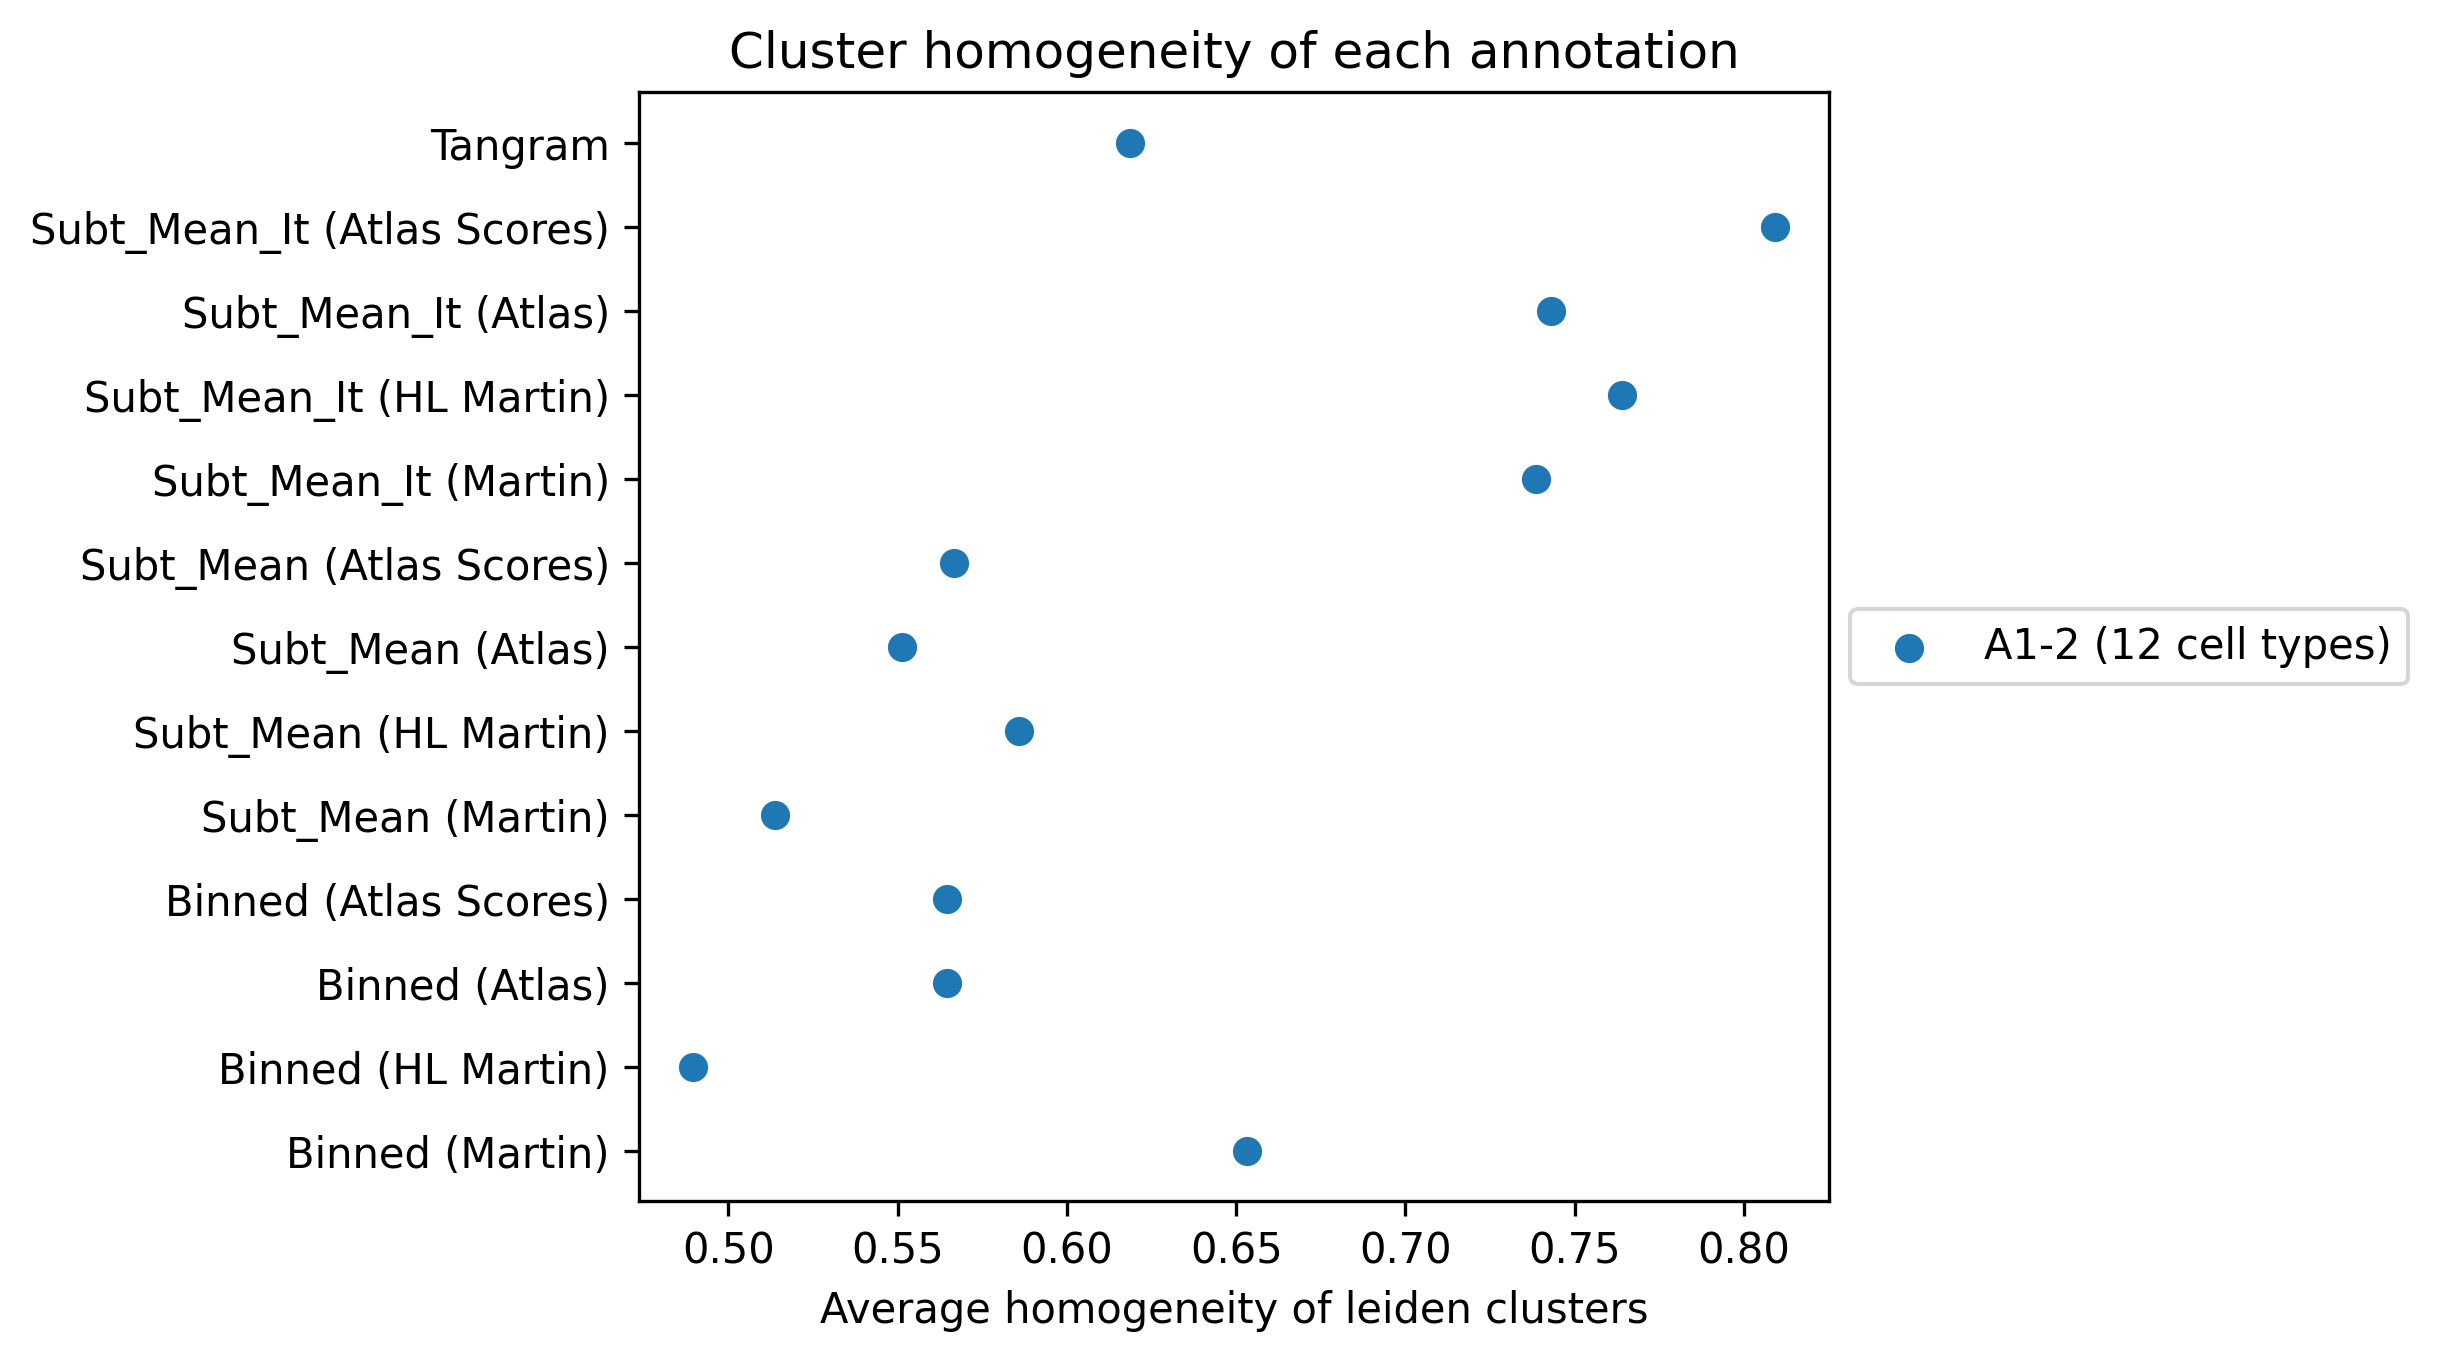 Cluster homogeneity of each annotation
Tangram
Subt_Mean_It (Atlas Scores)
Subt_Mean_It (Atlas)
Subt_Mean_It (HL Martin)
Subt_Mean_It (Martin)
Subt_Mean (Atlas Scores)
Subt_Mean (Atlas)
Subt_Mean (HL Martin)
Subt_Mean (Martin)
Binned (Atlas Scores)
Binned (Atlas)
Binned (HL Martin)
Binned (Martin)
0.50 0.55 0.60 0.65 0.70 0.75 0.80
Average homogeneity of leiden clusters
A1-2 (12 cell types)